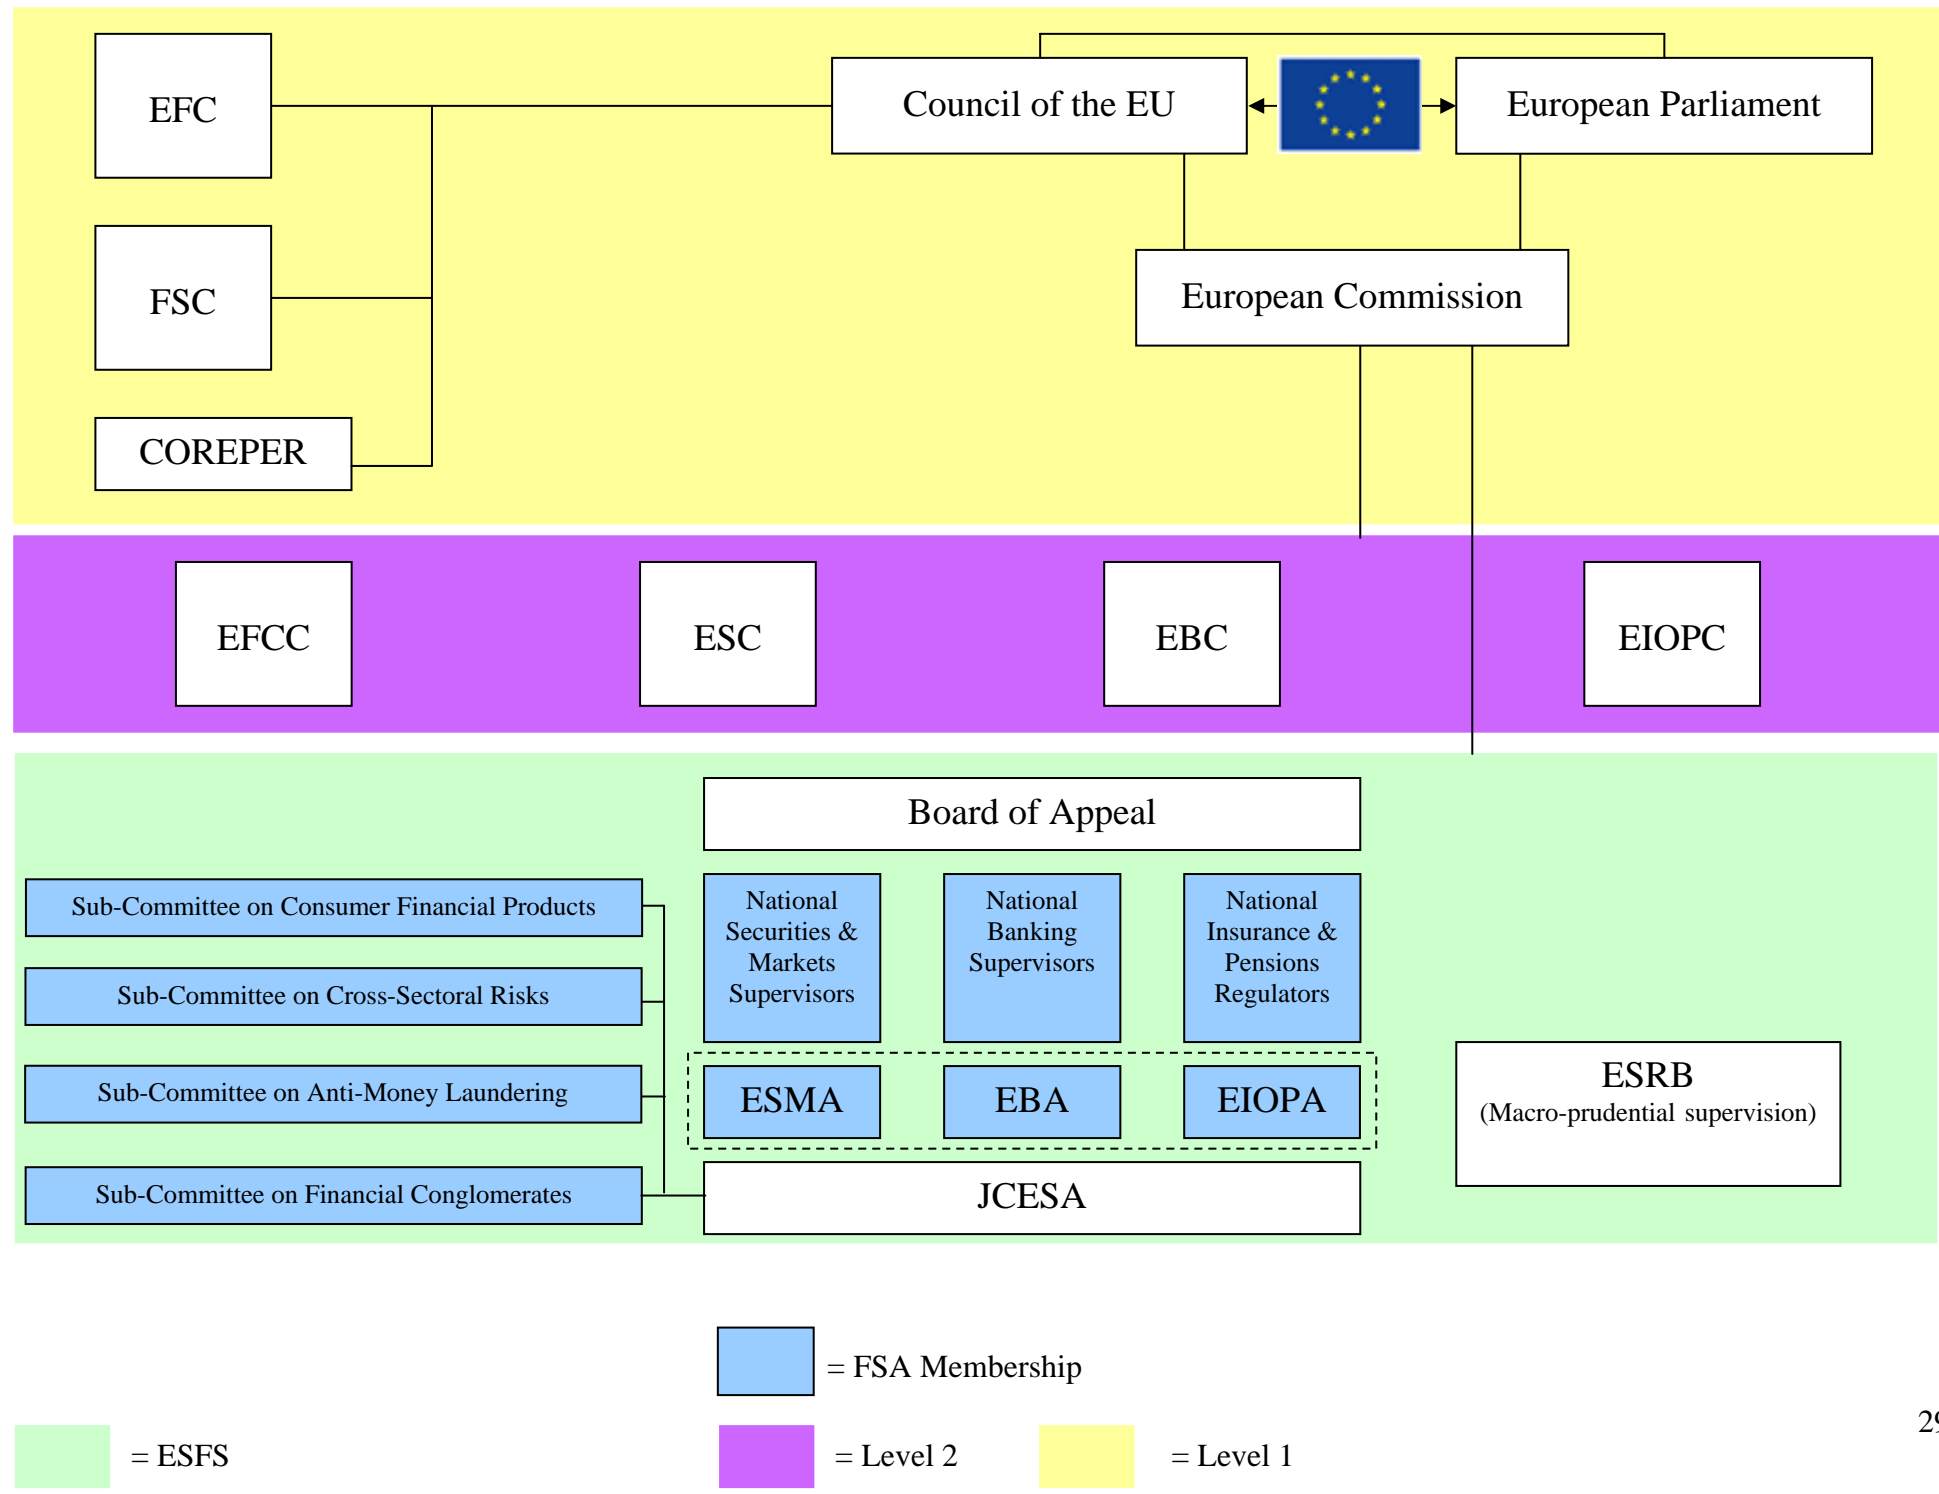 EFC
Council of the EU
European Parliament
FSC
European Commission
COREPER
EFCC
ESC
EBC
EIOPC
Board of Appeal
Sub-Committee on Consumer Financial Products
Sub-Committee on Cross-Sectoral Risks
Sub-Committee on Anti-Money Laundering
Sub-Committee on Financial Conglomerates
National
Securities &
Markets
Supervisors
National
Banking
Supervisors
National
Insurance &
Pensions
Regulators
ESMA
EBA
EIOPA
JCESA
ESRB
(Macro-prudential supervision)
= FSA Membership
29
= ESFS
= Level 2
= Level 1